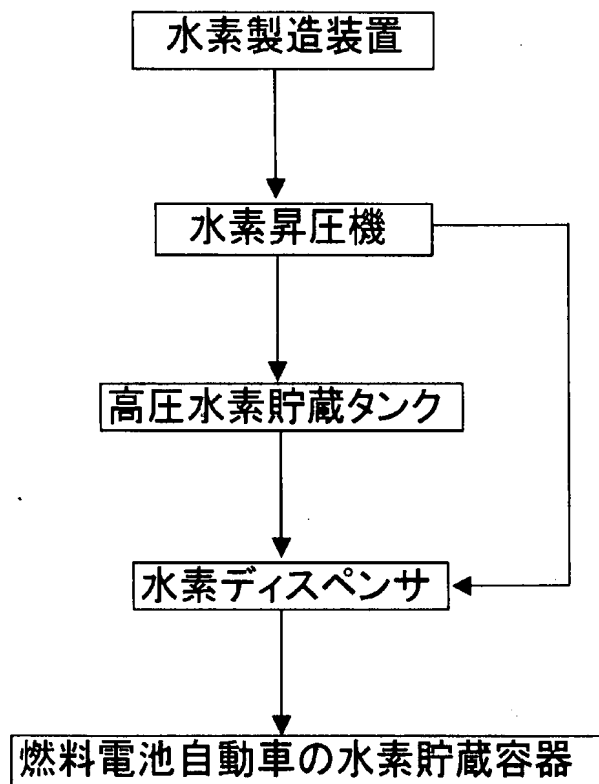 水素製造装置
水素昇圧機
高圧水素貯蔵タンク
水素ディスペンサ
燃料電池自動車の水素貯蔵容器